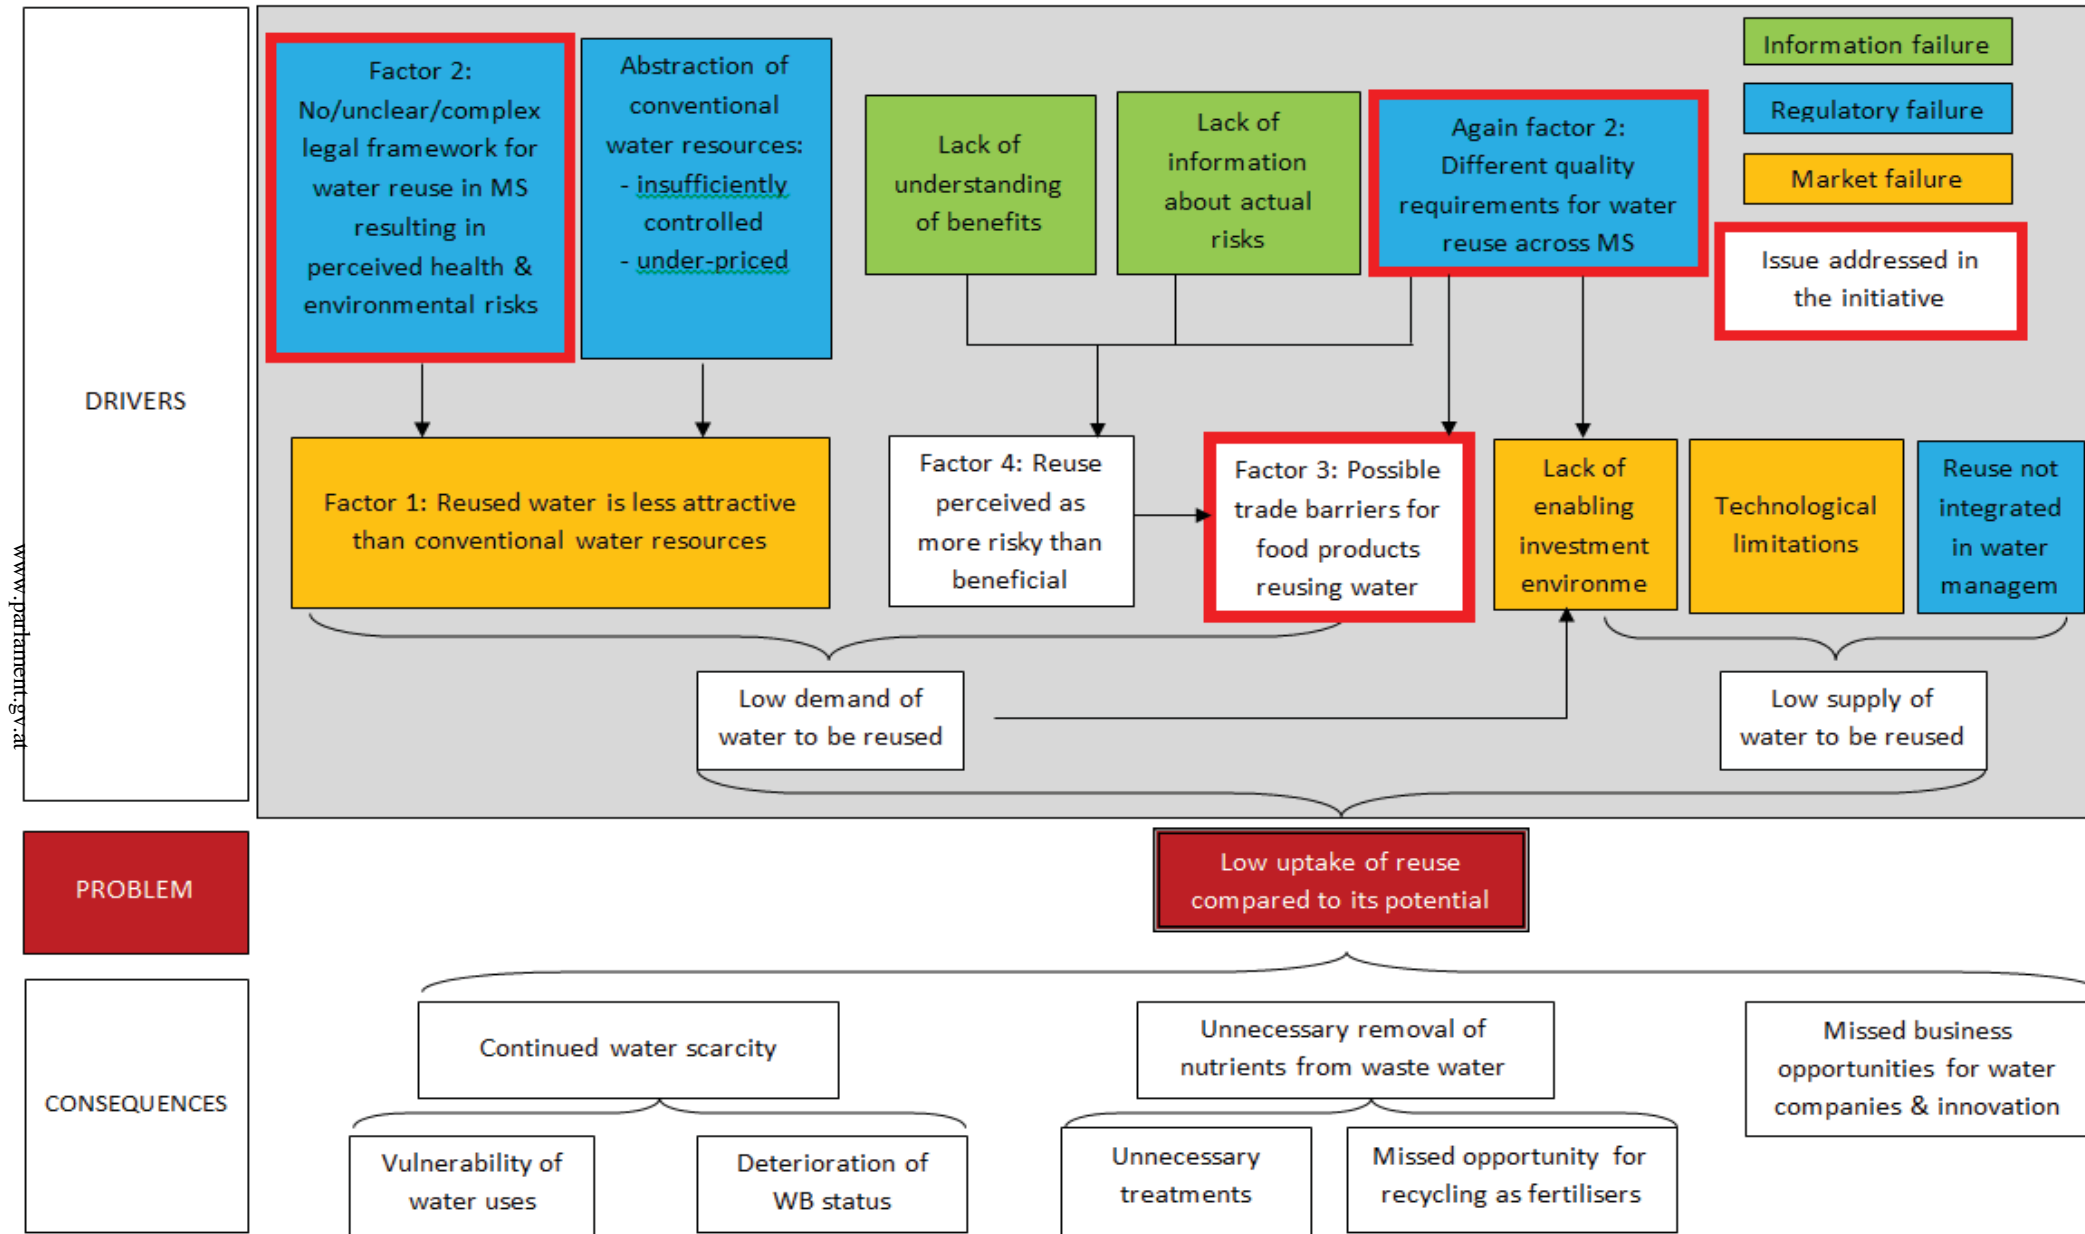 Factor 2:
No/unclear/complex
legal framework for
water reuse in MS
resulting in
perceived health &
environmental risks
Abstraction of
conventional
water resources:
- insufficiently
controlled
- under-priced
Lack of
understanding
of benefits
Lack of
information
about actual
risks
Again factor 2:
Different quality
requirements for water
reuse across MS
Information failure
Regulatory failure
Market failure
Issue addressed in
the initiative
DRIVERS
Factor 1: Reused water is less attractive
than conventional water resources
Factor 4: Reuse
perceived as
more risky than
beneficial
Factor 3: Possible
trade barriers for
food products
reusing water
Lack of
enabling
investment
environme
Technological
limitations
Reuse not
integrated
in water
managem
Low demand of
water to be reused
Low supply of
water to be reused
www.parlament.gv.at
PROBLEM
Low uptake of reuse
compared to its potential
CONSEQUENCES
Continued water scarcity
Unnecessary removal of
nutrients from waste water
Missed business
opportunities for water
companies & innovation
Vulnerability of
water uses
Deterioration of
WB status
Unnecessary
treatments
Missed opportunity for
recycling as fertilisers